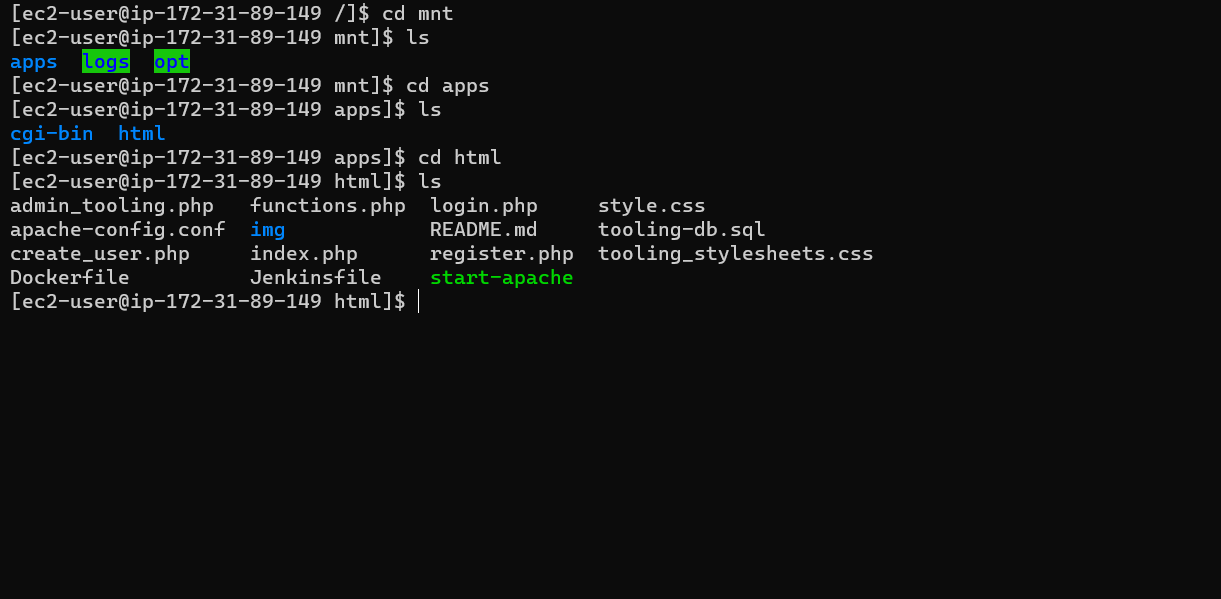 [ec2-user@ip-172-31-89-149 /]$ cd mnt
[ec2-user@ip-172-31-89-149 mnt]$ ls
apps  logs  opt
[ec2-user@ip-172-31-89-149 mnt]$ cd apps
[ec2-user@ip-172-31-89-149 apps]$ ls
cgi-bin  html
[ec2-user@ip-172-31-89-149 apps]$ cd html
[ec2-user@ip-172-31-89-149 html]$ ls
admin_tooling.php   functions.php  login.php     style.css
apache-config.conf  img            README.md     tooling-db.sql
create_user.php     index.php      register.php  tooling_stylesheets.css
Dockerfile          Jenkinsfile    start-apache
[ec2-user@ip-172-31-89-149 html]$